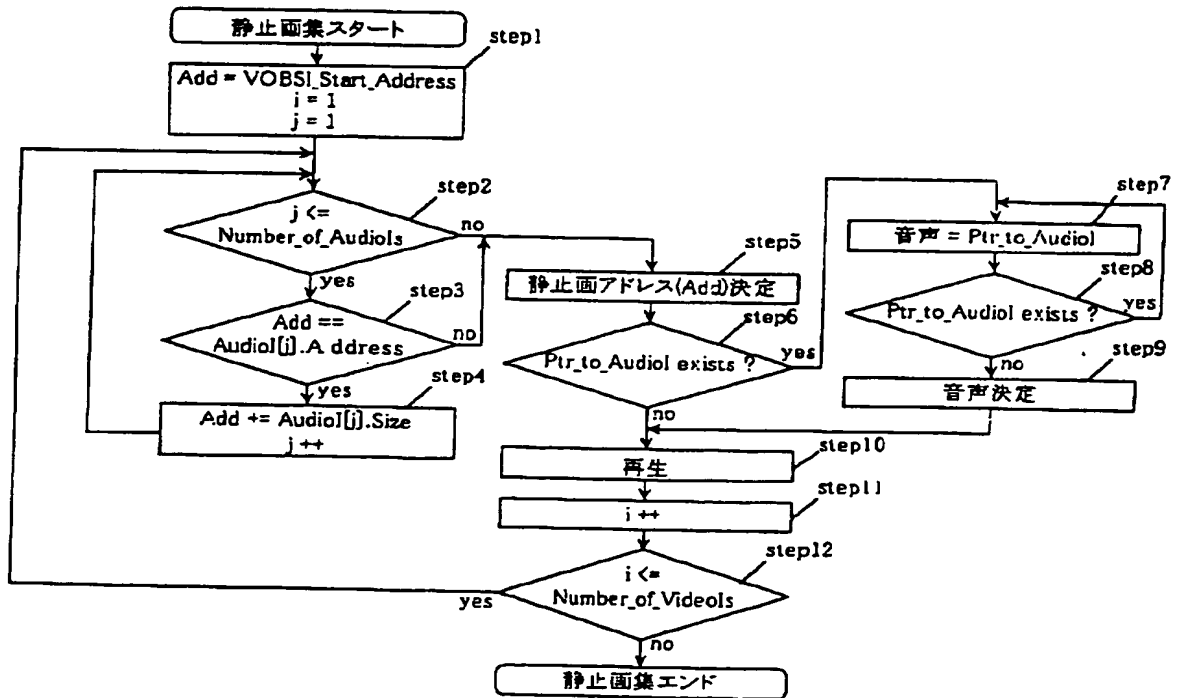 静止画集スタート
step1
Add = VOBSI_Start_Address
i = 1
j = 1
step2
j <=
Number_of_AudioIs
no
yes
step3
Add ==
AudioI[j].A ddress
no
yes
step4
Add += AudioI[j].Size
j ++
step5
静止画アドレス(Add)決定
step6
Ptr_to_AudioI exists ?
yes
no
step7
音声 = Ptr_to_AudioI
step8
Ptr_to_AudioI exists ?
yes
no
step9
音声決定
step10
再生
step11
i ++
step12
i <=
Number_of_VideoIs
yes
no
静止画集エンド